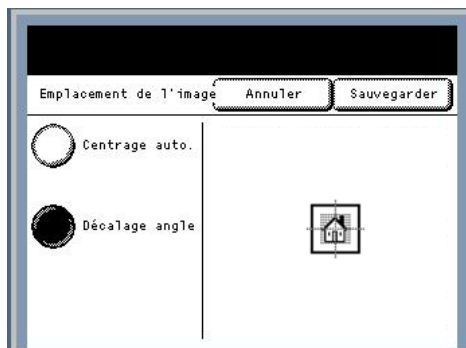 Emplacement de l'image Annuler Sauvegarder
Centrage auto.
Décalage angle